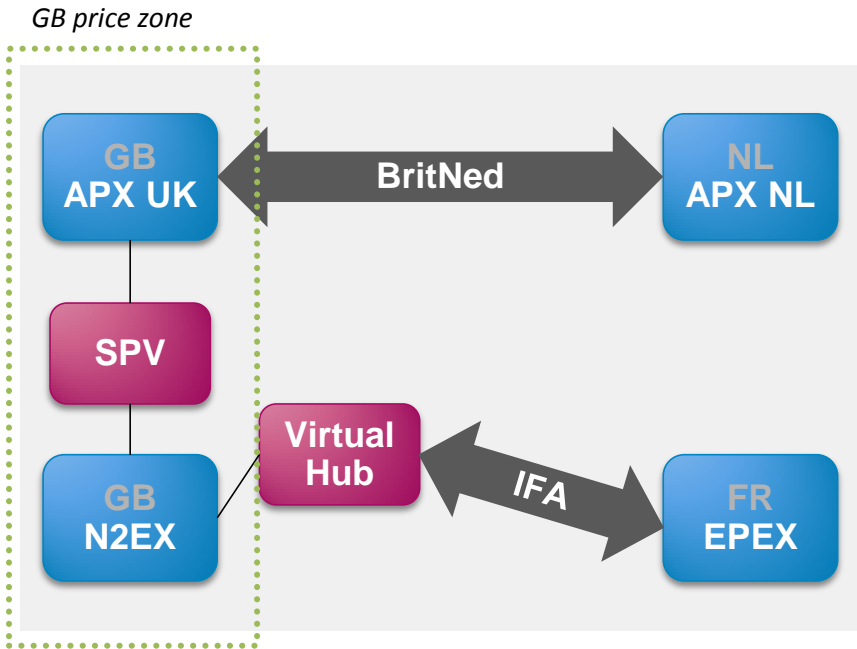 GB price zone
GB
APX UK
BritNed
NL
APX NL
SPV
Virtual
Hub
IFA
GB
N2EX
FR
EPEX